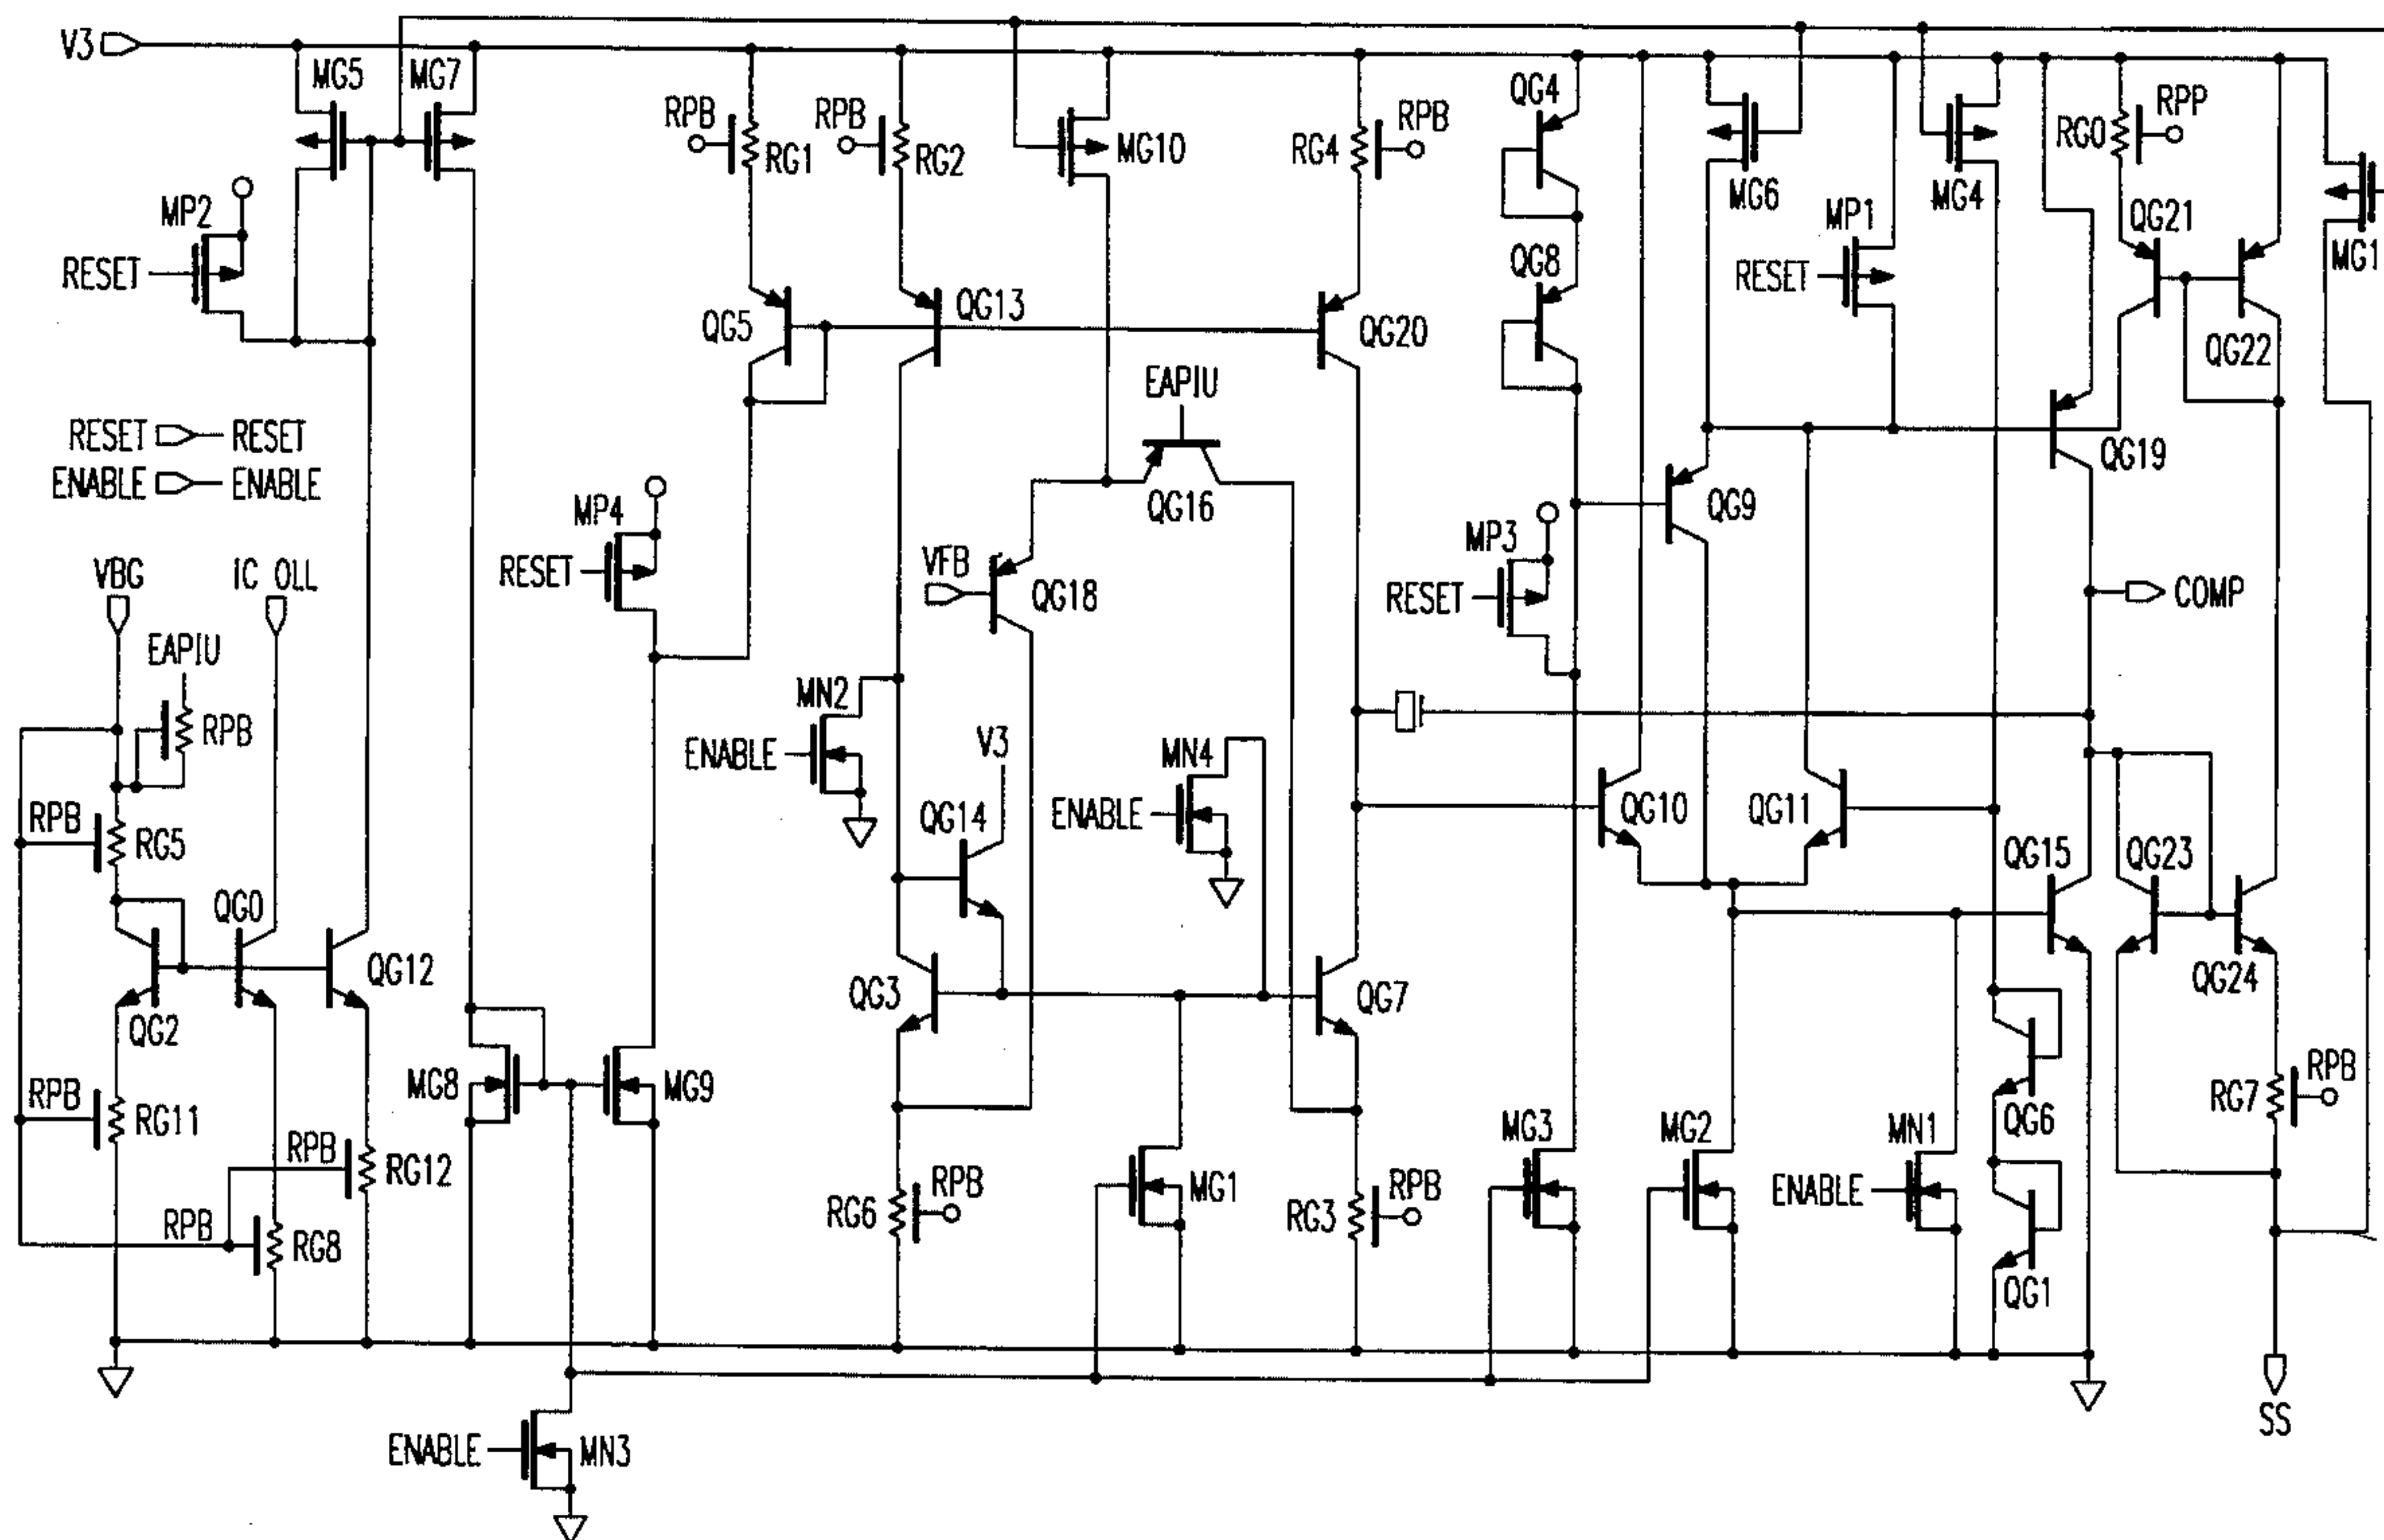 V3
MG5
MG7
RPB
RG1
RPB
RG2
MG10
RG4
RPB
QG4
MG6
MG4
RG0
RPP
MP2
RESET
QG5
QG13
QG20
QG8
MP1
RESET
QG21
QG22
MG1
EAPIU
QG16
QG19
RESET
RESET
ENABLE
ENABLE
MP4
RESET
VFB
QG18
MP3
RESET
QG9
COMP
VBG
IC OLL
EAPIU
RPB
MN2
ENABLE
V3
MN4
ENABLE
QG14
QG10
QG11
QG15
QG23
RPB
RG5
QG0
QG2
QG12
QG3
QG7
QG24
RPB
RG11
MG8
MG9
QG6
RG7
RPB
RPB
RG12
RPB
RG8
RG6
RPB
MG1
RG3
RPB
MG3
MG2
MN1
ENABLE
QG1
ENABLE
MN3
SS